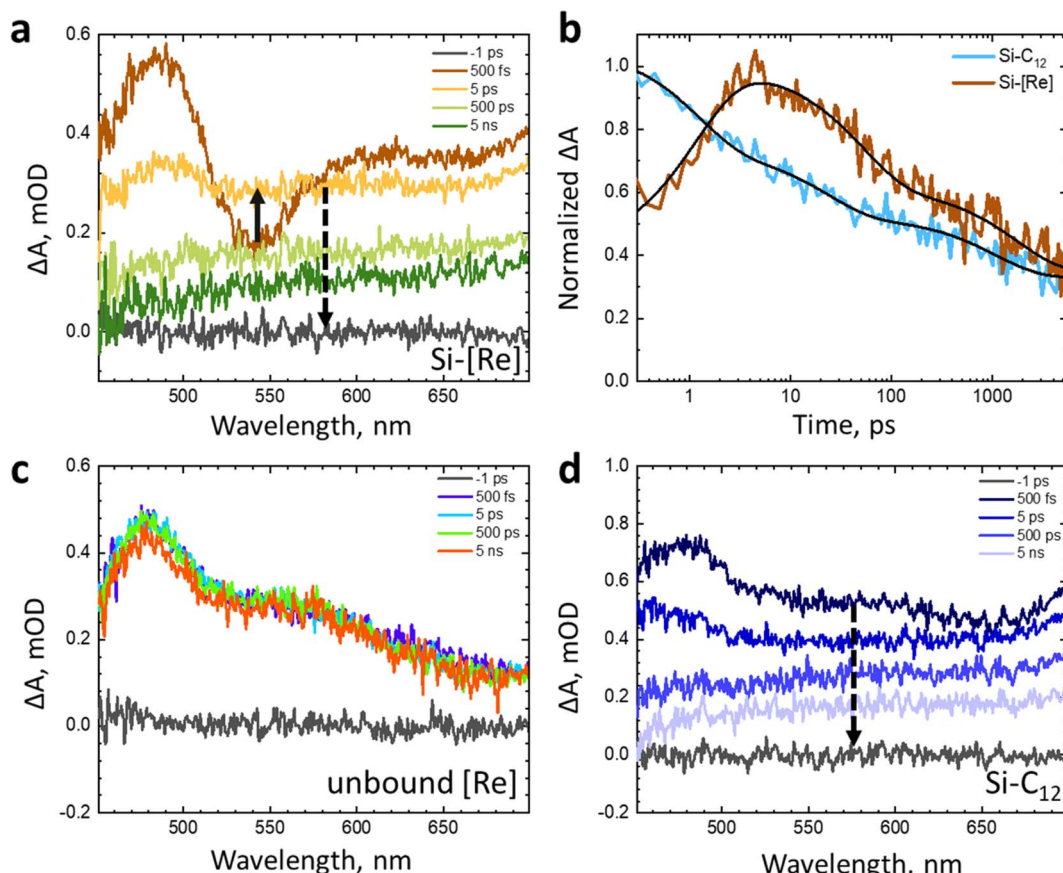 a
0.6
0.4
0.2
0.0
ΔA, mOD
-1 ps
500 fs
5 ps
500 ps
5 ns
Si-[Re]
500 550 600 650
Wavelength, nm
b
1.0
0.8
0.6
0.4
0.2
0.0
Normalized ΔA
Si-C12
Si-[Re]
1 10 100 1000
Time, ps
c
0.6
0.4
0.2
0.0
-0.2
ΔA, mOD
-1 ps
500 fs
5 ps
500 ps
5 ns
unbound [Re]
500 550 600 650
Wavelength, nm
d
1.0
0.8
0.6
0.4
0.2
0.0
-0.2
ΔA, mOD
-1 ps
500 fs
5 ps
500 ps
5 ns
Si-C12
500 550 600 650
Wavelength, nm